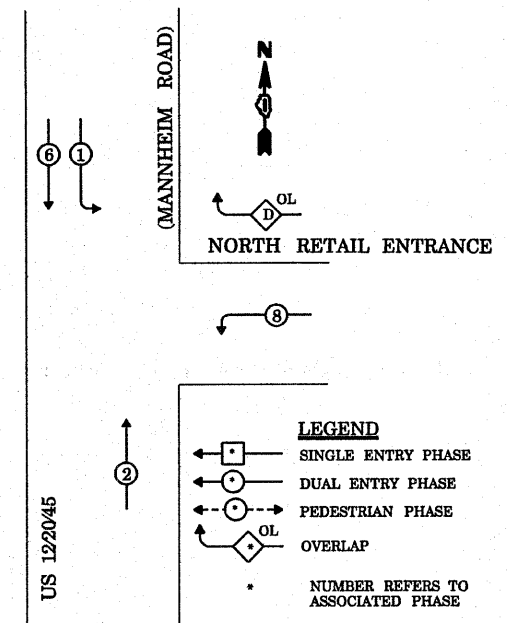 N
(MANNHEIM ROAD)
6
1
OL
D
NORTH RETAIL ENTRANCE
8
2
US 12/20/45
LEGEND
* SINGLE ENTRY PHASE
* DUAL ENTRY PHASE
* PEDESTRIAN PHASE
OL
* OVERLAP
* NUMBER REFERS TO
ASSOCIATED PHASE